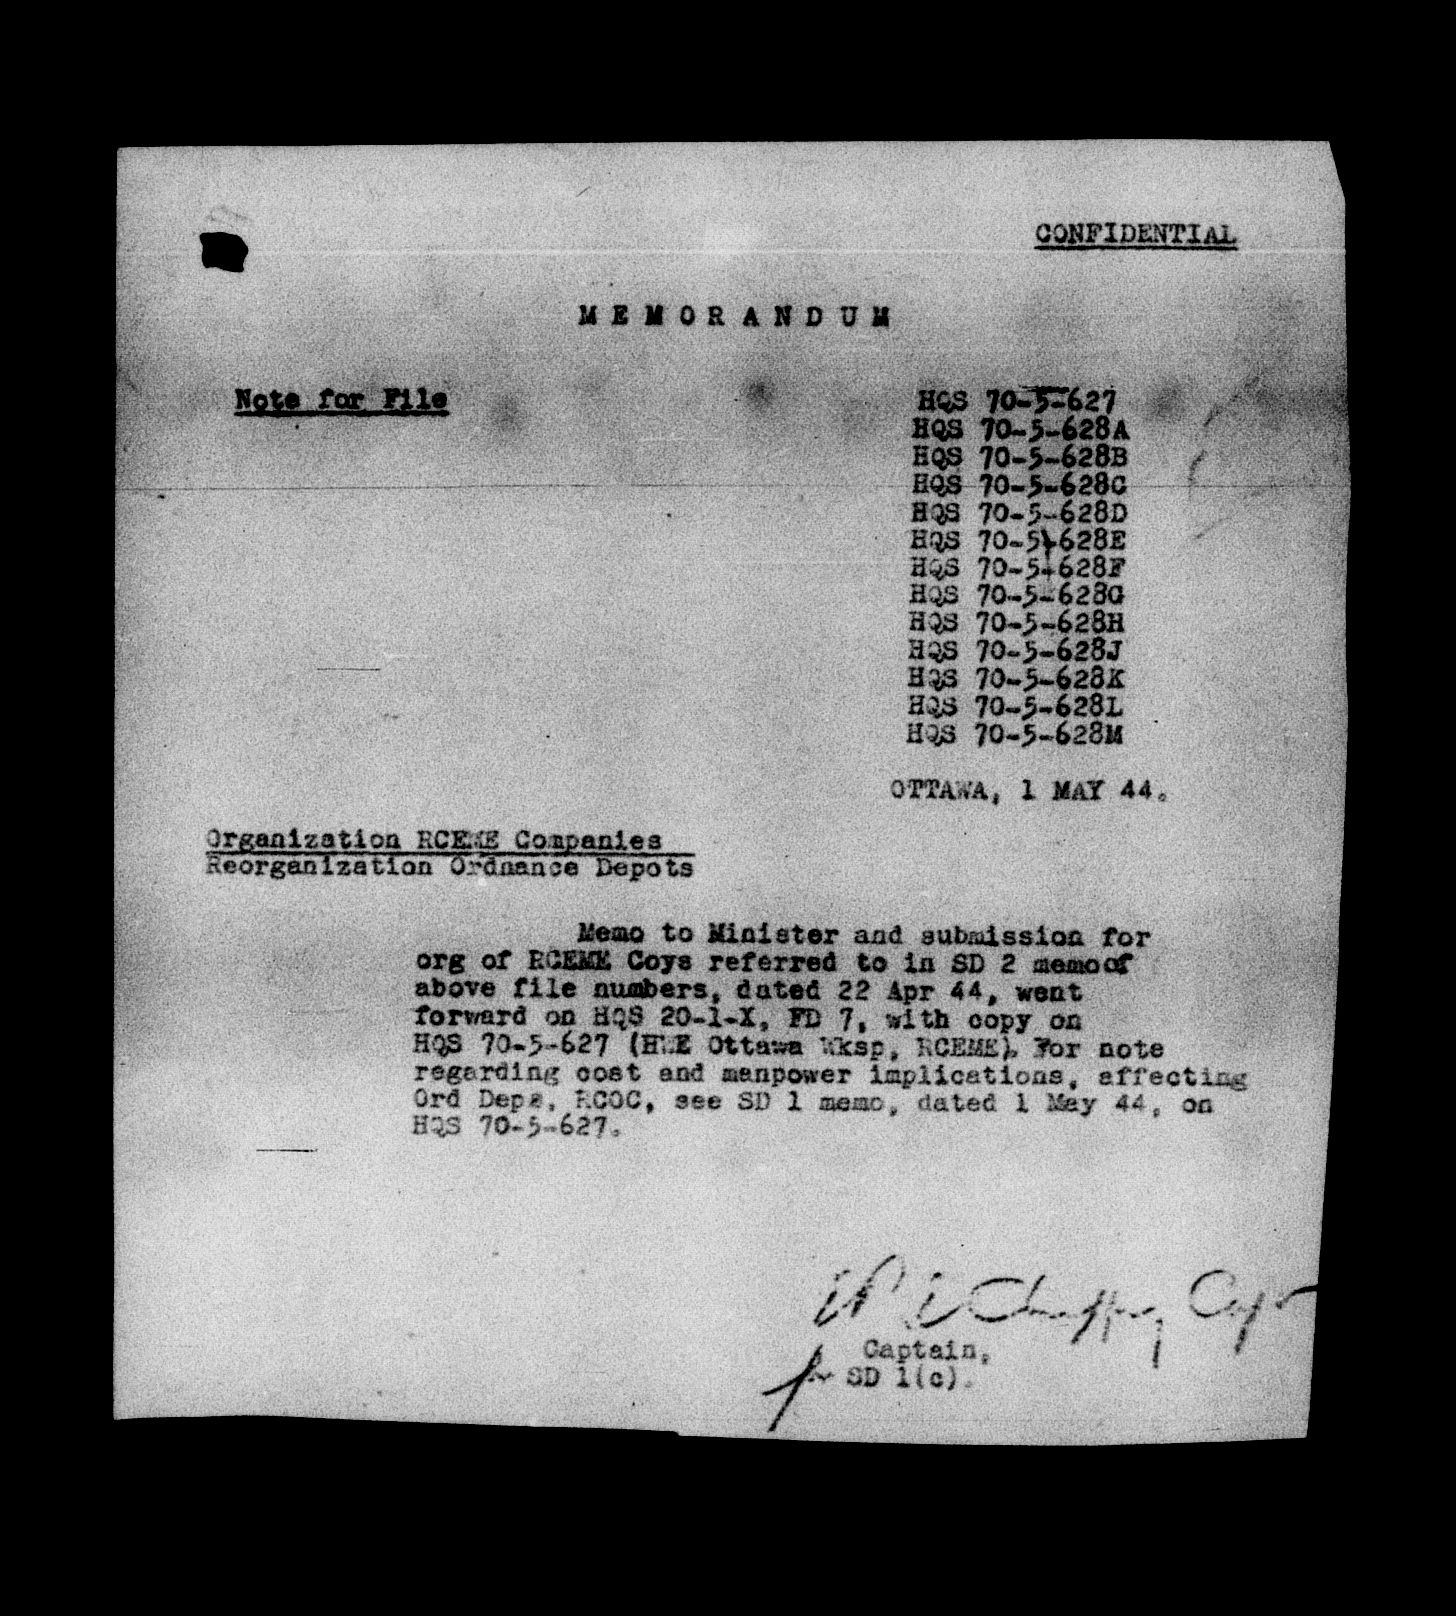 CONFIDENTIAL
MEMORANDUM
Note for File
HQS 70-5-627
HQS 70-5-628A
HQS 70-5-628B
HQS 70-5-628C
HQS 70-5-628D
HQS 70-5-628E
HQS 70-5-628F
HQS 70-5-628G
HQS 70-5-628H
HQS 70-5-628J
HQS 70-5-628K
HQS 70-5-628L
HQS 70-5-628M
OTTAWA, 1 MAY 44.
Organization RCEME Companies
Reorganization Ordnance Depots
Memo to Minister and submission for
org of RCEME Coys referred to in SD 2 memo of
above file numbers, dated 22 Apr 44, went
forward on HQS 20-1-X, FD 7, with copy on
HQS 70-5-627 (HWE Ottawa Wksp, RCEME). For note
regarding cost and manpower implications, affecting
Ord Deps, RCOC, see SD 1 memo, dated 1 May 44, on
HQS 70-5-627.
Capt
Captain,
for SD 1(c).